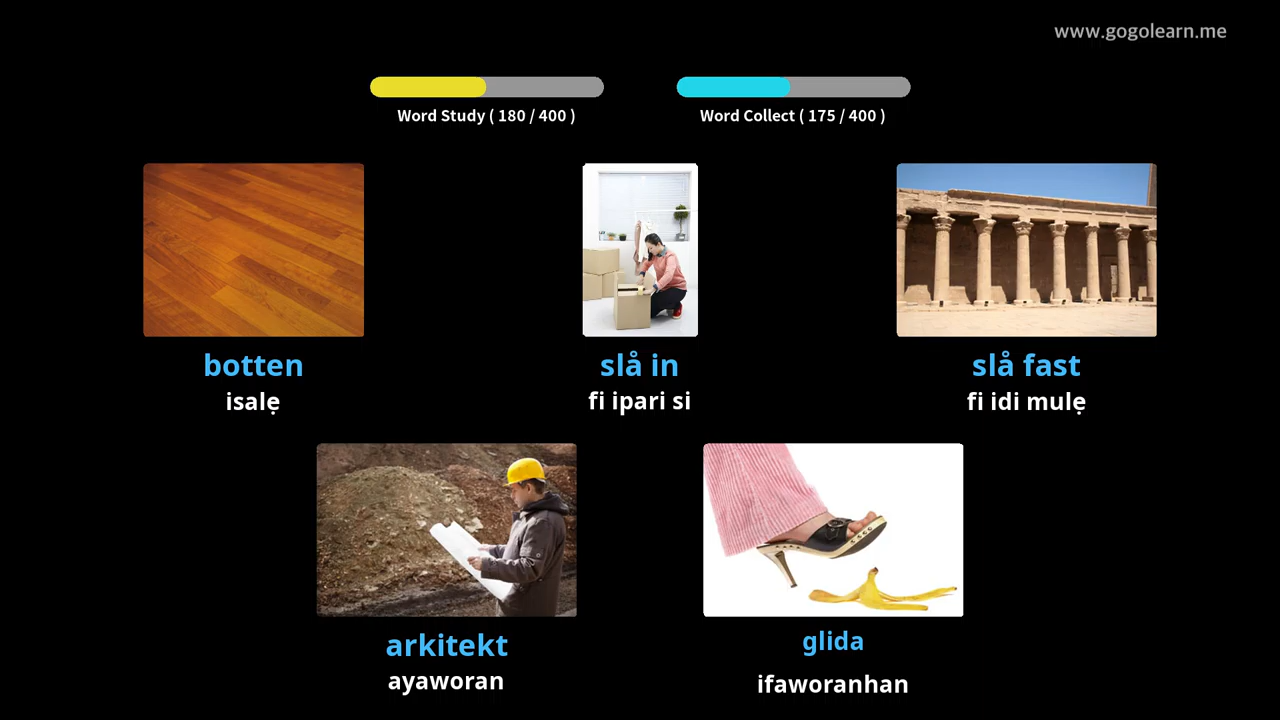 www.gogolearn.me
Word Study ( 180 / 400 )
Word Collect ( 175 / 400 )
botten
isalẹ
slå in
fi ipari si
slå fast
fi idi mulẹ
arkitekt
ayaworan
glida
ifaworanhan